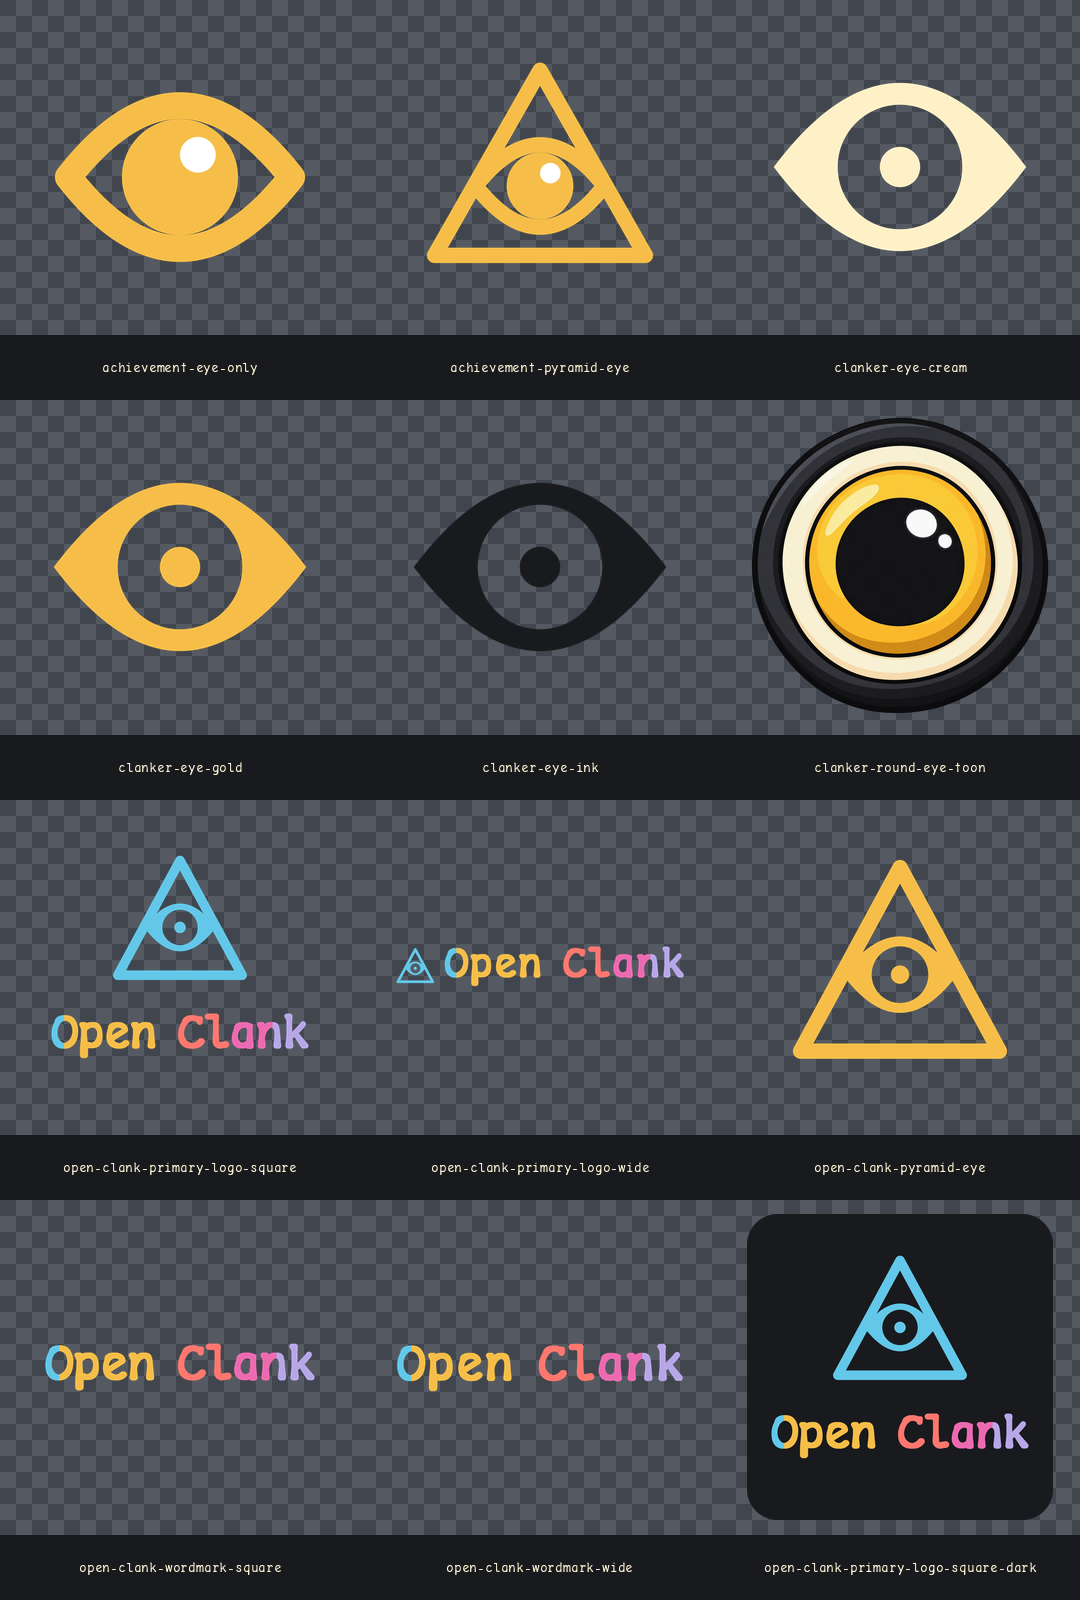 achievement-eye-only
achievement-pyramid-eye
clanker-eye-cream
clanker-eye-gold
clanker-eye-ink
clanker-round-eye-toon
Open Clank
Open Clank
open-clank-primary-logo-square
open-clank-primary-logo-wide
open-clank-pyramid-eye
Open Clank
Open Clank
Open Clank
open-clank-wordmark-square
open-clank-wordmark-wide
open-clank-primary-logo-square-dark